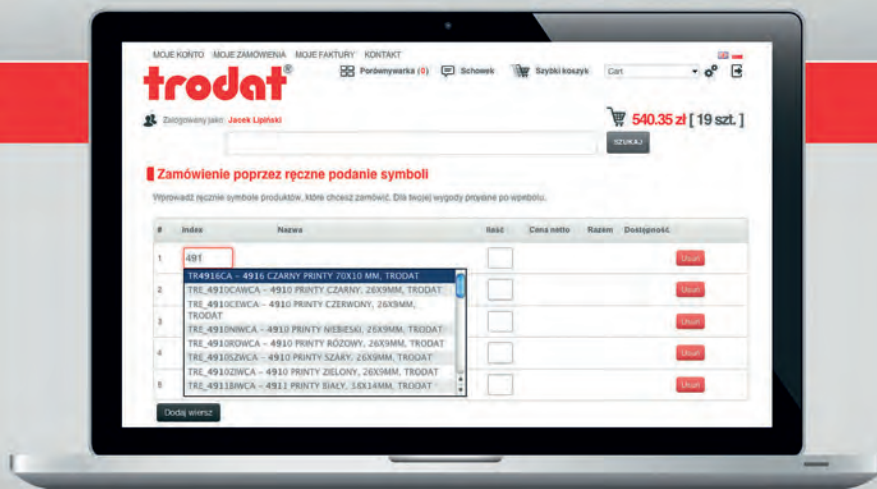 MOJE KONTO MOJE ZAMÓWIENIA MOJE FAKTURY KONTAKT
trodat®
Porównywarka (0) Schowek Szybki koszyk Cart
Zalogowany jako: Jacek Lipiński
540.35 zł [ 19 szt. ]
SZUKAJ
Zamówienie poprzez ręczne podanie symboli
Wprowadź ręcznie symbole produktów, które chcesz zamówić. Dla twojej wygody
# Index Nazwa Ilość Cena netto Razem Dostępność
1 491 Usuń
TR4916CA – 4916 CZARNY PRINTY 70X10 MM, TRODAT
2 TRE_4910CAWCA – 4910 PRINTY CZARNY, 26X9MM, TRODAT Usuń
TRE_4910CEWCA – 4910 PRINTY CZERWONY, 26X9MM,
TRODAT
3 TRE_4910NIWCA – 4910 PRINTY NIEBIESKI, 26X9MM, TRODAT Usuń
TRE_4910ROWCA – 4910 PRINTY RÓŻOWY, 26X9MM, TRODAT
4 TRE_4910SZWCA – 4910 PRINTY SZARY, 26X9MM, TRODAT Usuń
TRE_4910ZIWCA – 4910 PRINTY ZIELONY, 26X9MM, TRODAT
5 TRE_4911BIWCA – 4911 PRINTY BIAŁY, 38X14MM, TRODAT Usuń
Dodaj wiersz